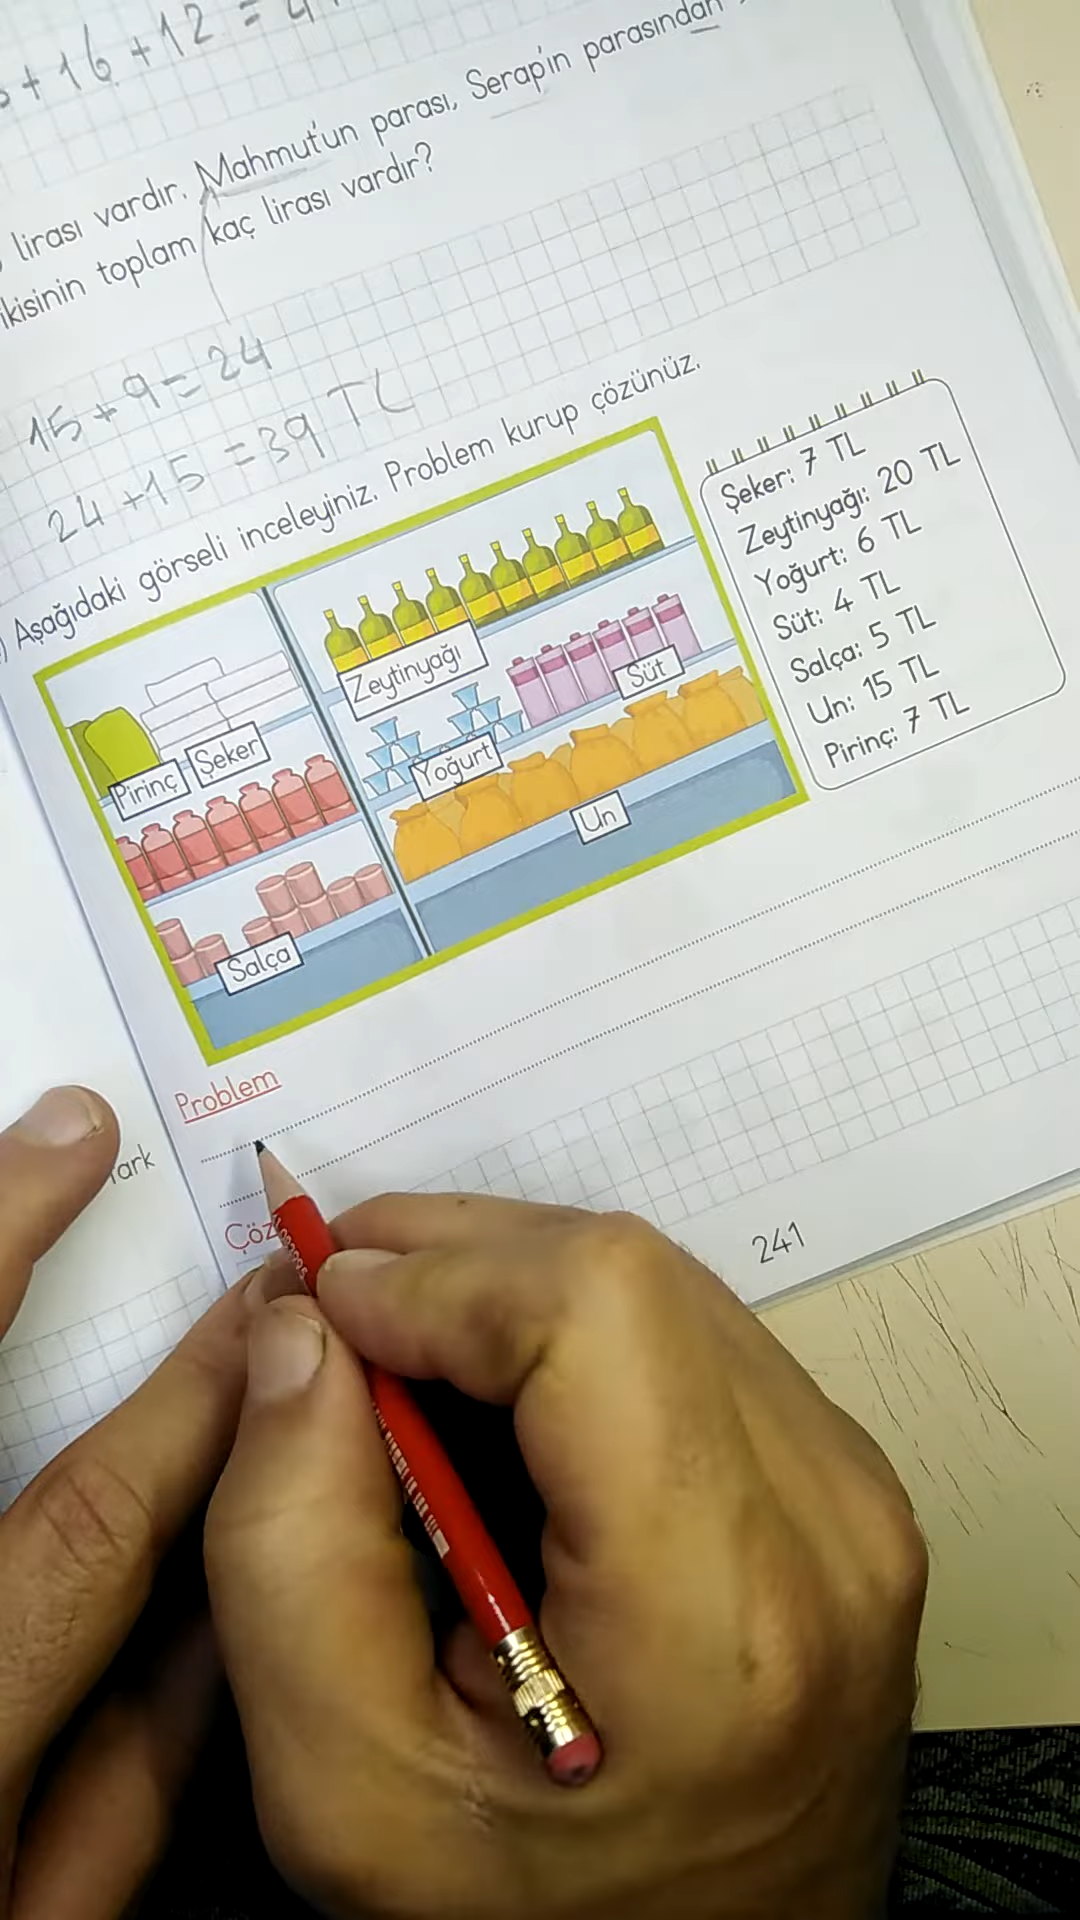 +16+12 =
lirası vardır. Mahmut'un parası, Serap'ın parasından
ikisinin toplam kaç lirası vardır?
15+9=24
24+15=39 TL
Aşağıdaki görseli inceleyiniz. Problem kurup çözünüz.
Zeytinyağı
Süt
Pirinç
Şeker
Yoğurt
Un
Salça
Şeker: 7 TL
Zeytinyağı: 20 TL
Yoğurt: 6 TL
Süt: 4 TL
Salça: 5 TL
Un: 15 TL
Pirinç: 7 TL
Problem
241